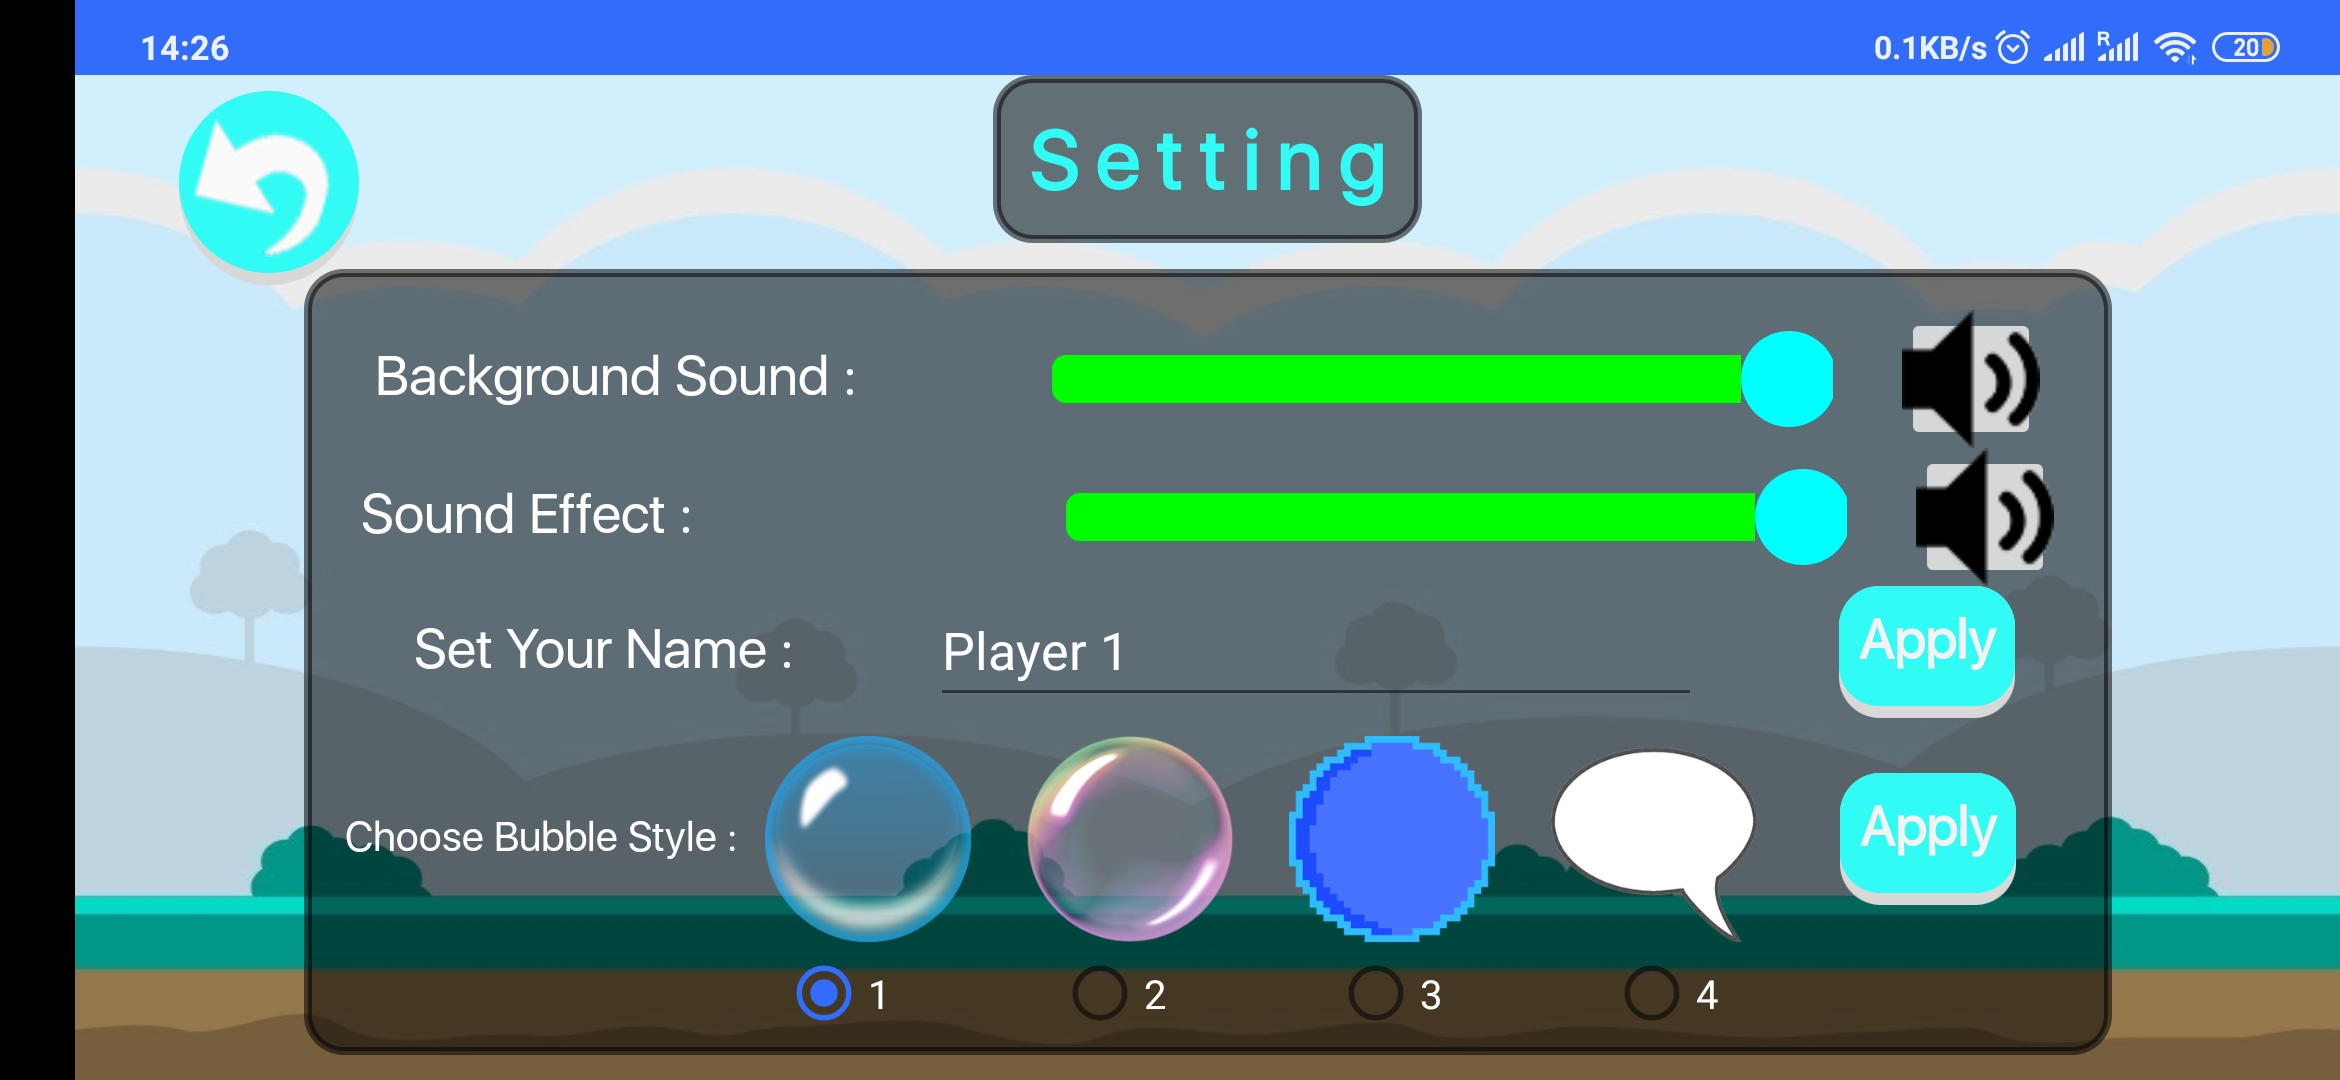 14:26
0.1KB/s
R
20
Setting
Background Sound :
Sound Effect :
Set Your Name :
Player 1
Apply
Choose Bubble Style :
Apply
1
2
3
4